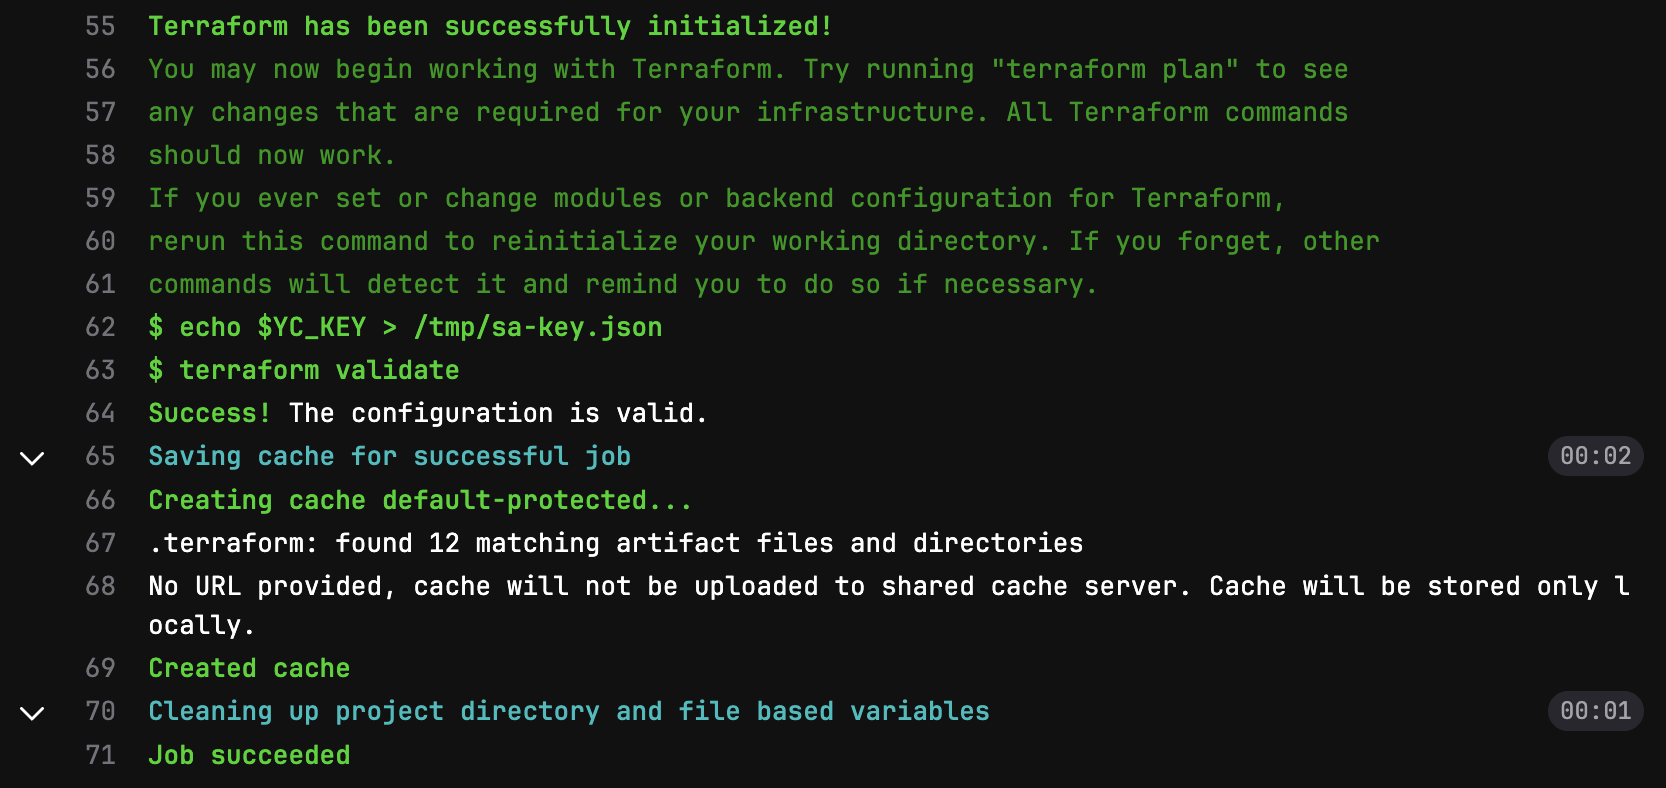 55 Terraform has been successfully initialized!
56 You may now begin working with Terraform. Try running "terraform plan" to see
57 any changes that are required for your infrastructure. All Terraform commands
58 should now work.
59 If you ever set or change modules or backend configuration for Terraform,
60 rerun this command to reinitialize your working directory. If you forget, other
61 commands will detect it and remind you to do so if necessary.
62 $ echo $YC_KEY > /tmp/sa-key.json
63 $ terraform validate
64 Success! The configuration is valid.
65 Saving cache for successful job 00:02
66 Creating cache default-protected...
67 .terraform: found 12 matching artifact files and directories
68 No URL provided, cache will not be uploaded to shared cache server. Cache will be stored only l
ocally.
69 Created cache
70 Cleaning up project directory and file based variables 00:01
71 Job succeeded